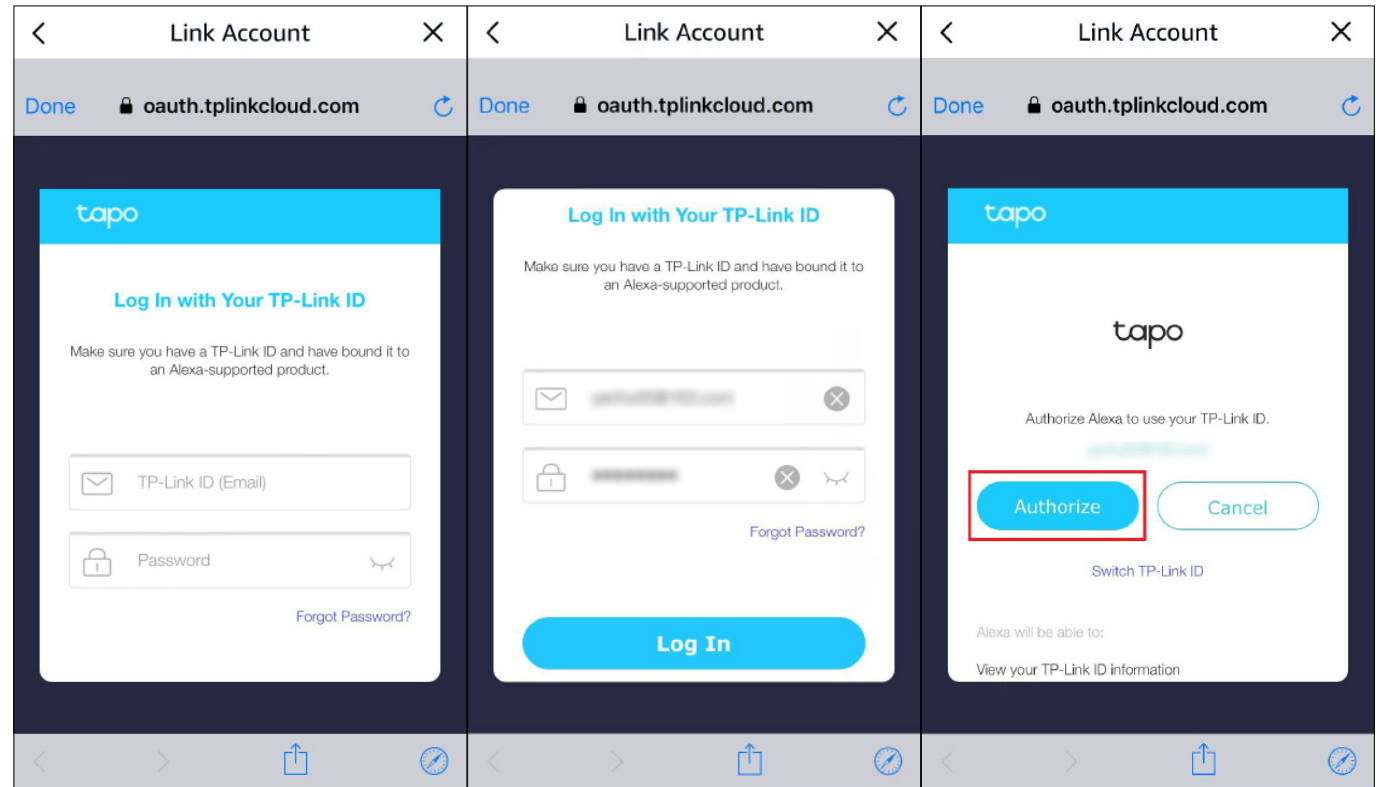 Link Account
Done oauth.tplinkcloud.com
tapo
Log In with Your TP-Link ID
Make sure you have a TP-Link ID and have bound it to
an Alexa-supported product.
TP-Link ID (Email)
Password
Forgot Password?
Link Account
Done oauth.tplinkcloud.com
Log In with Your TP-Link ID
Make sure you have a TP-Link ID and have bound it to
an Alexa-supported product.
Forgot Password?
Log In
Link Account
Done oauth.tplinkcloud.com
tapo
tapo
Authorize Alexa to use your TP-Link ID.
Authorize Cancel
Switch TP-Link ID
Alexa will be able to:
View your TP-Link ID information